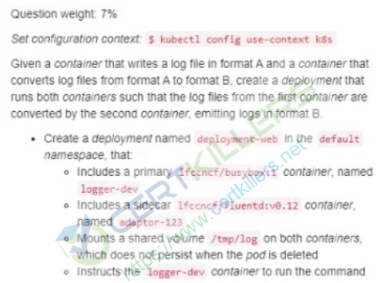 Question weight: 7%
Set configuration context: $ kubectl config use-context k8s
Given a container that writes a log file in format A and a container that
converts log files from format A to format B, create a deployment that
runs both containers such that the log files from the first container are
converted by the second container, emitting logs in format B.
• Create a deployment named deployment-web in the default
namespace, that:
○ Includes a primary lfccncf/busybox:1 container, named
logger-dev
○ Includes a sidecar lfccncf/fluentd:v0.12 container,
named adaptor-123
○ Mounts a shared volume /tmp/log on both containers,
which does not persist when the pod is deleted
○ Instructs the logger-dev container to run the command
CERTKILLERS
https://www.certkillers.net